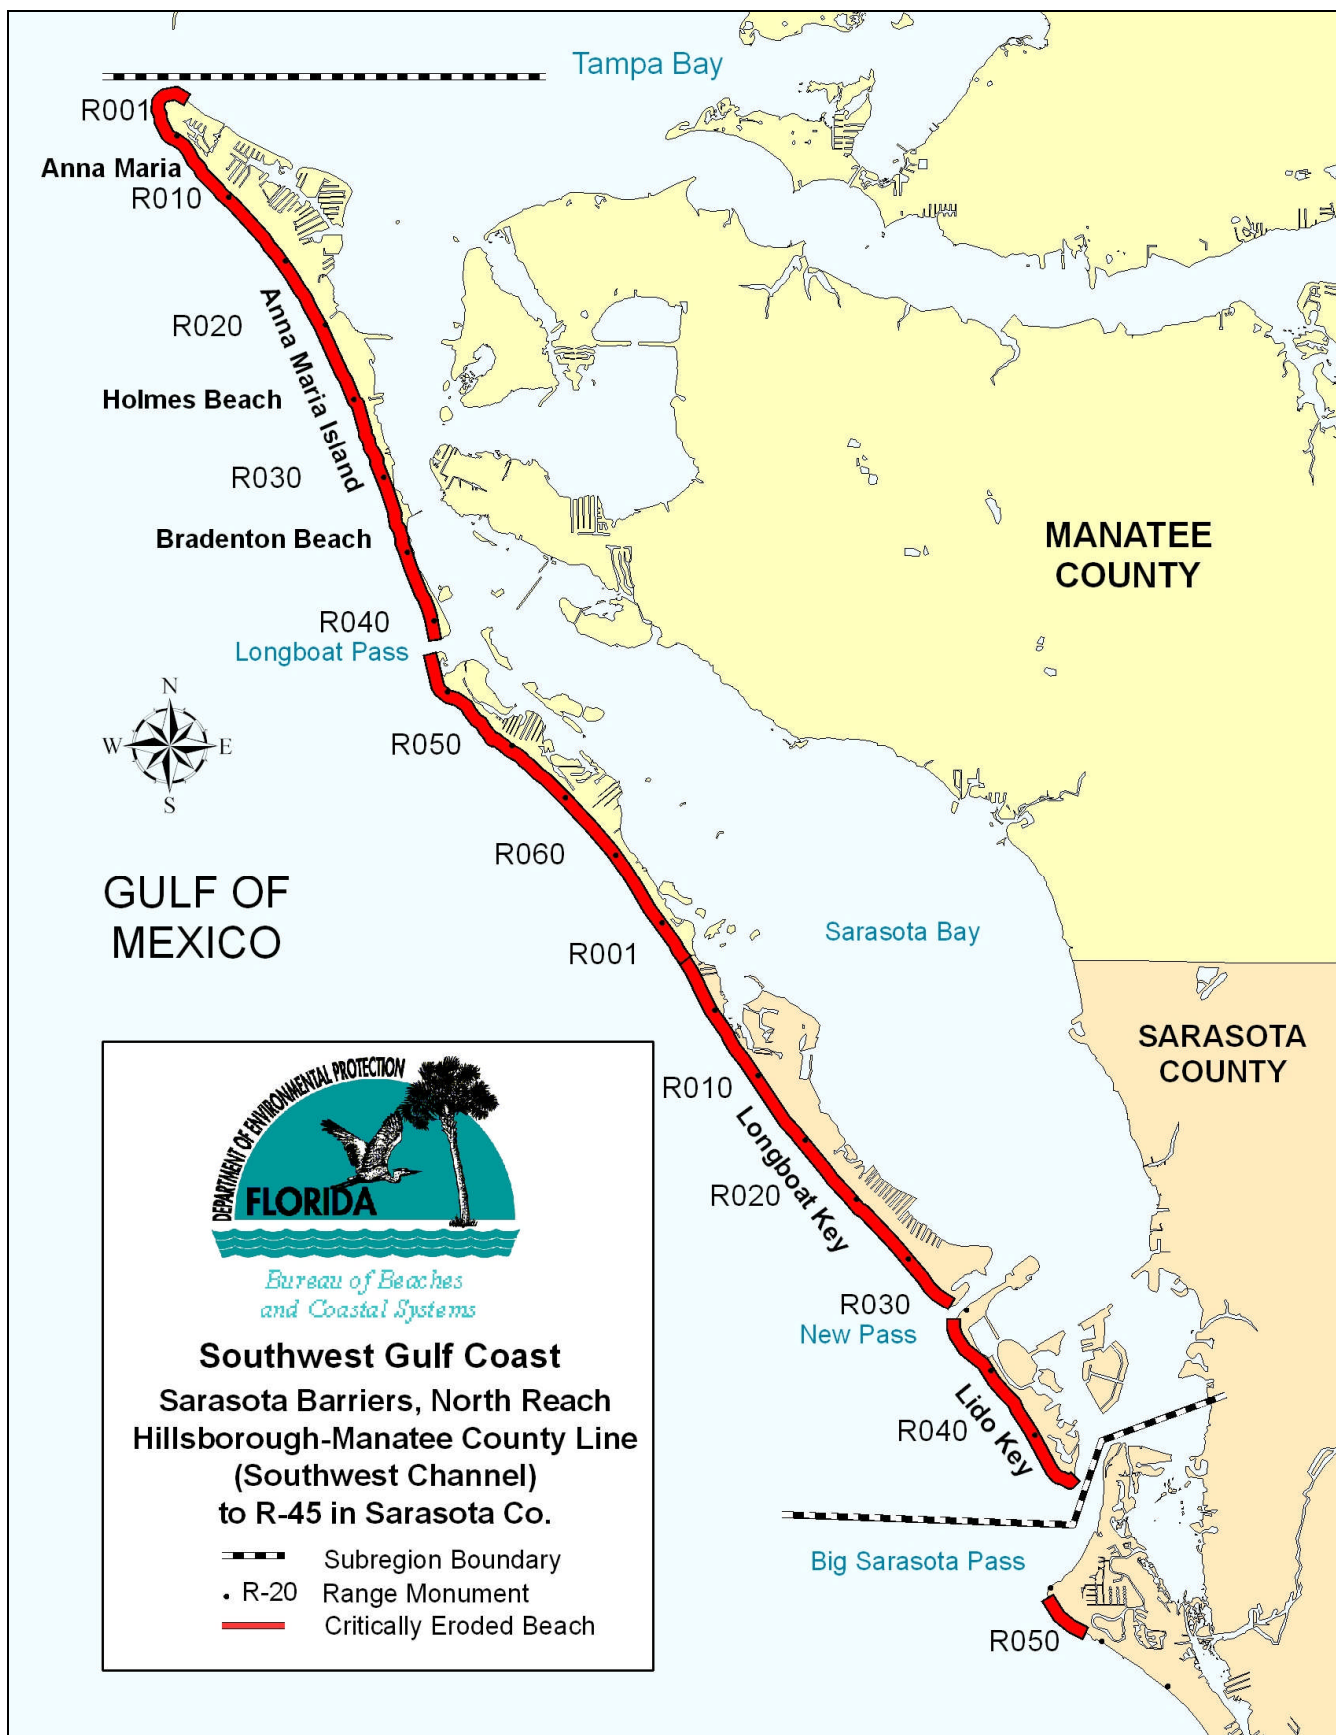 Tampa Bay
R001
Anna Maria
R010
R020
Anna Maria Island
Holmes Beach
R030
Bradenton Beach
MANATEE
COUNTY
R040
Longboat Pass
N
W
E
S
R050
R060
GULF OF
MEXICO
Sarasota Bay
R001
SARASOTA
COUNTY
R010
Longboat Key
R020
R030
New Pass
Lido Key
R040
Big Sarasota Pass
R050
DEPARTMENT OF ENVIRONMENTAL PROTECTION
FLORIDA
Bureau of Beaches
and Coastal Systems
Southwest Gulf Coast
Sarasota Barriers, North Reach
Hillsborough-Manatee County Line
(Southwest Channel)
to R-45 in Sarasota Co.
Subregion Boundary
R-20 Range Monument
Critically Eroded Beach